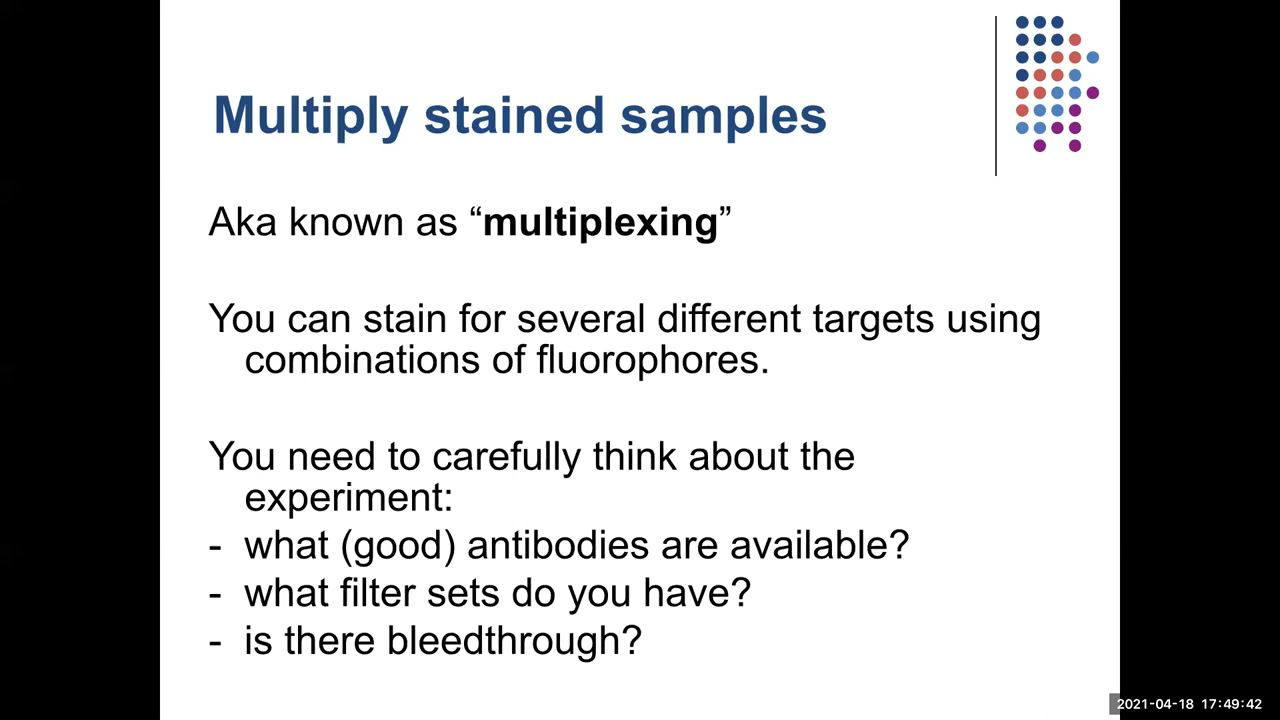 Multiply stained samples
Aka known as “multiplexing”
You can stain for several different targets using
combinations of fluorophores.
You need to carefully think about the
experiment:
- what (good) antibodies are available?
- what filter sets do you have?
- is there bleedthrough?
2021-04-18 17:49:42